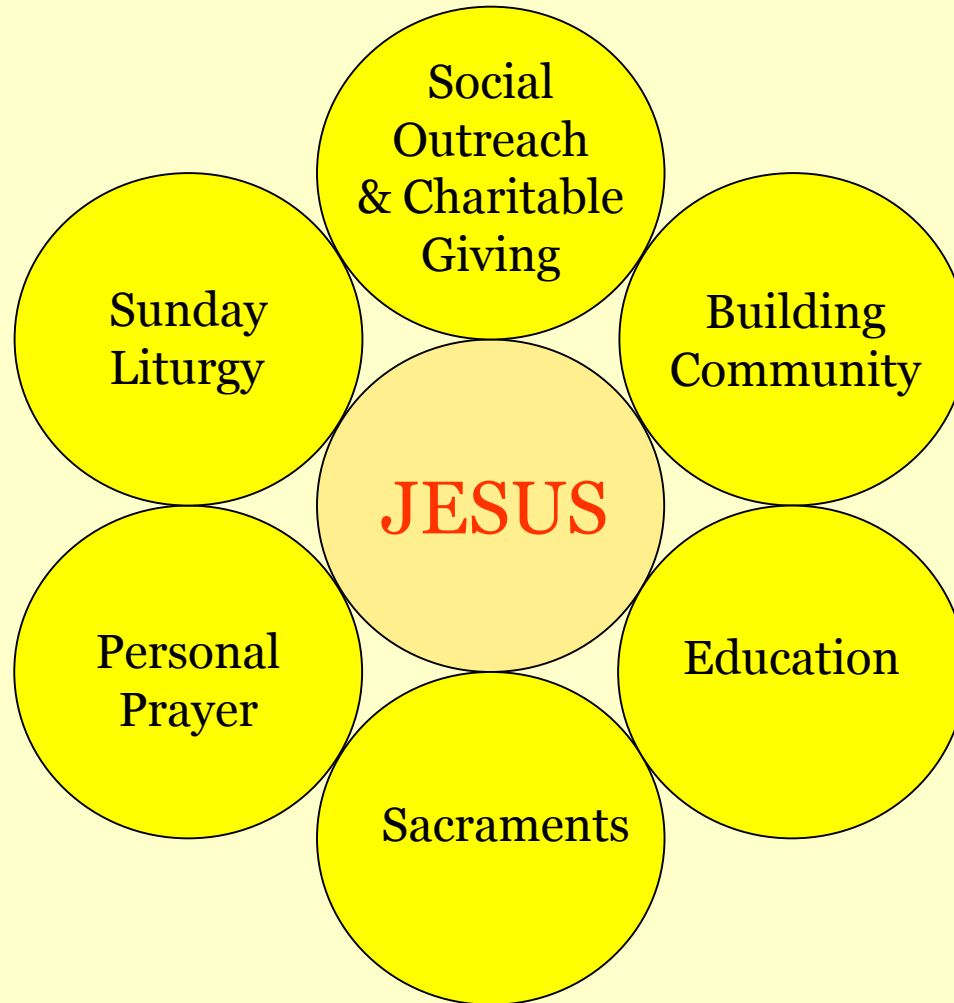 Social
Outreach
& Charitable
Giving
Sunday
Liturgy
Building
Community
JESUS
Personal
Prayer
Education
Sacraments